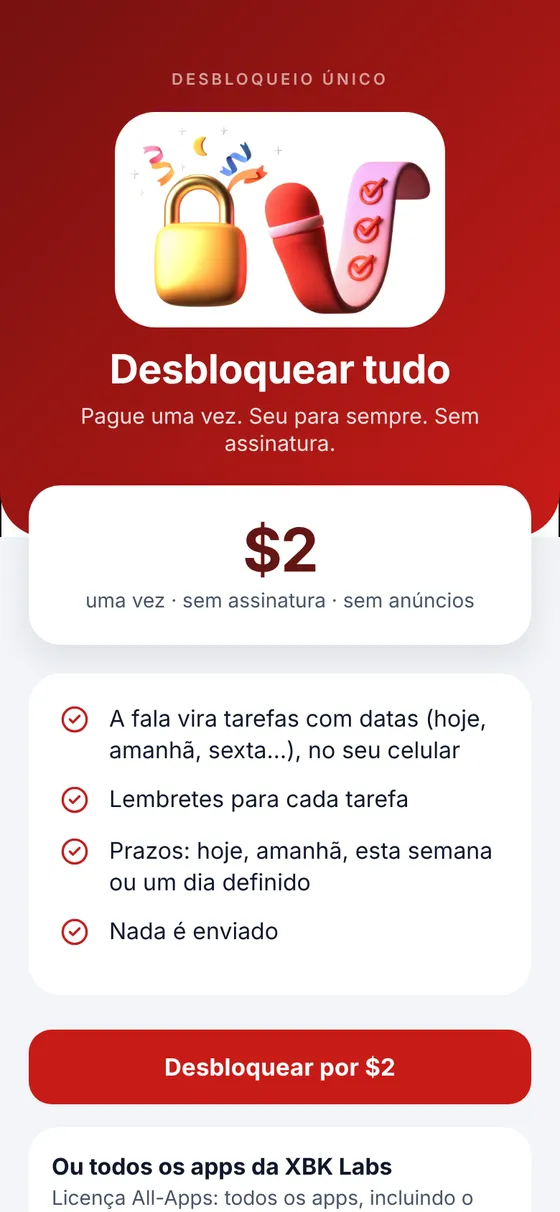 DESBLOQUEIO ÚNICO
Desbloquear tudo
Pague uma vez. Seu para sempre. Sem
assinatura.
$2
uma vez · sem assinatura · sem anúncios
A fala vira tarefas com datas (hoje,
amanhã, sexta…), no seu celular
Lembretes para cada tarefa
Prazos: hoje, amanhã, esta semana
ou um dia definido
Nada é enviado
Desbloquear por $2
Ou todos os apps da XBK Labs
Licença All-Apps: todos os apps, incluindo o